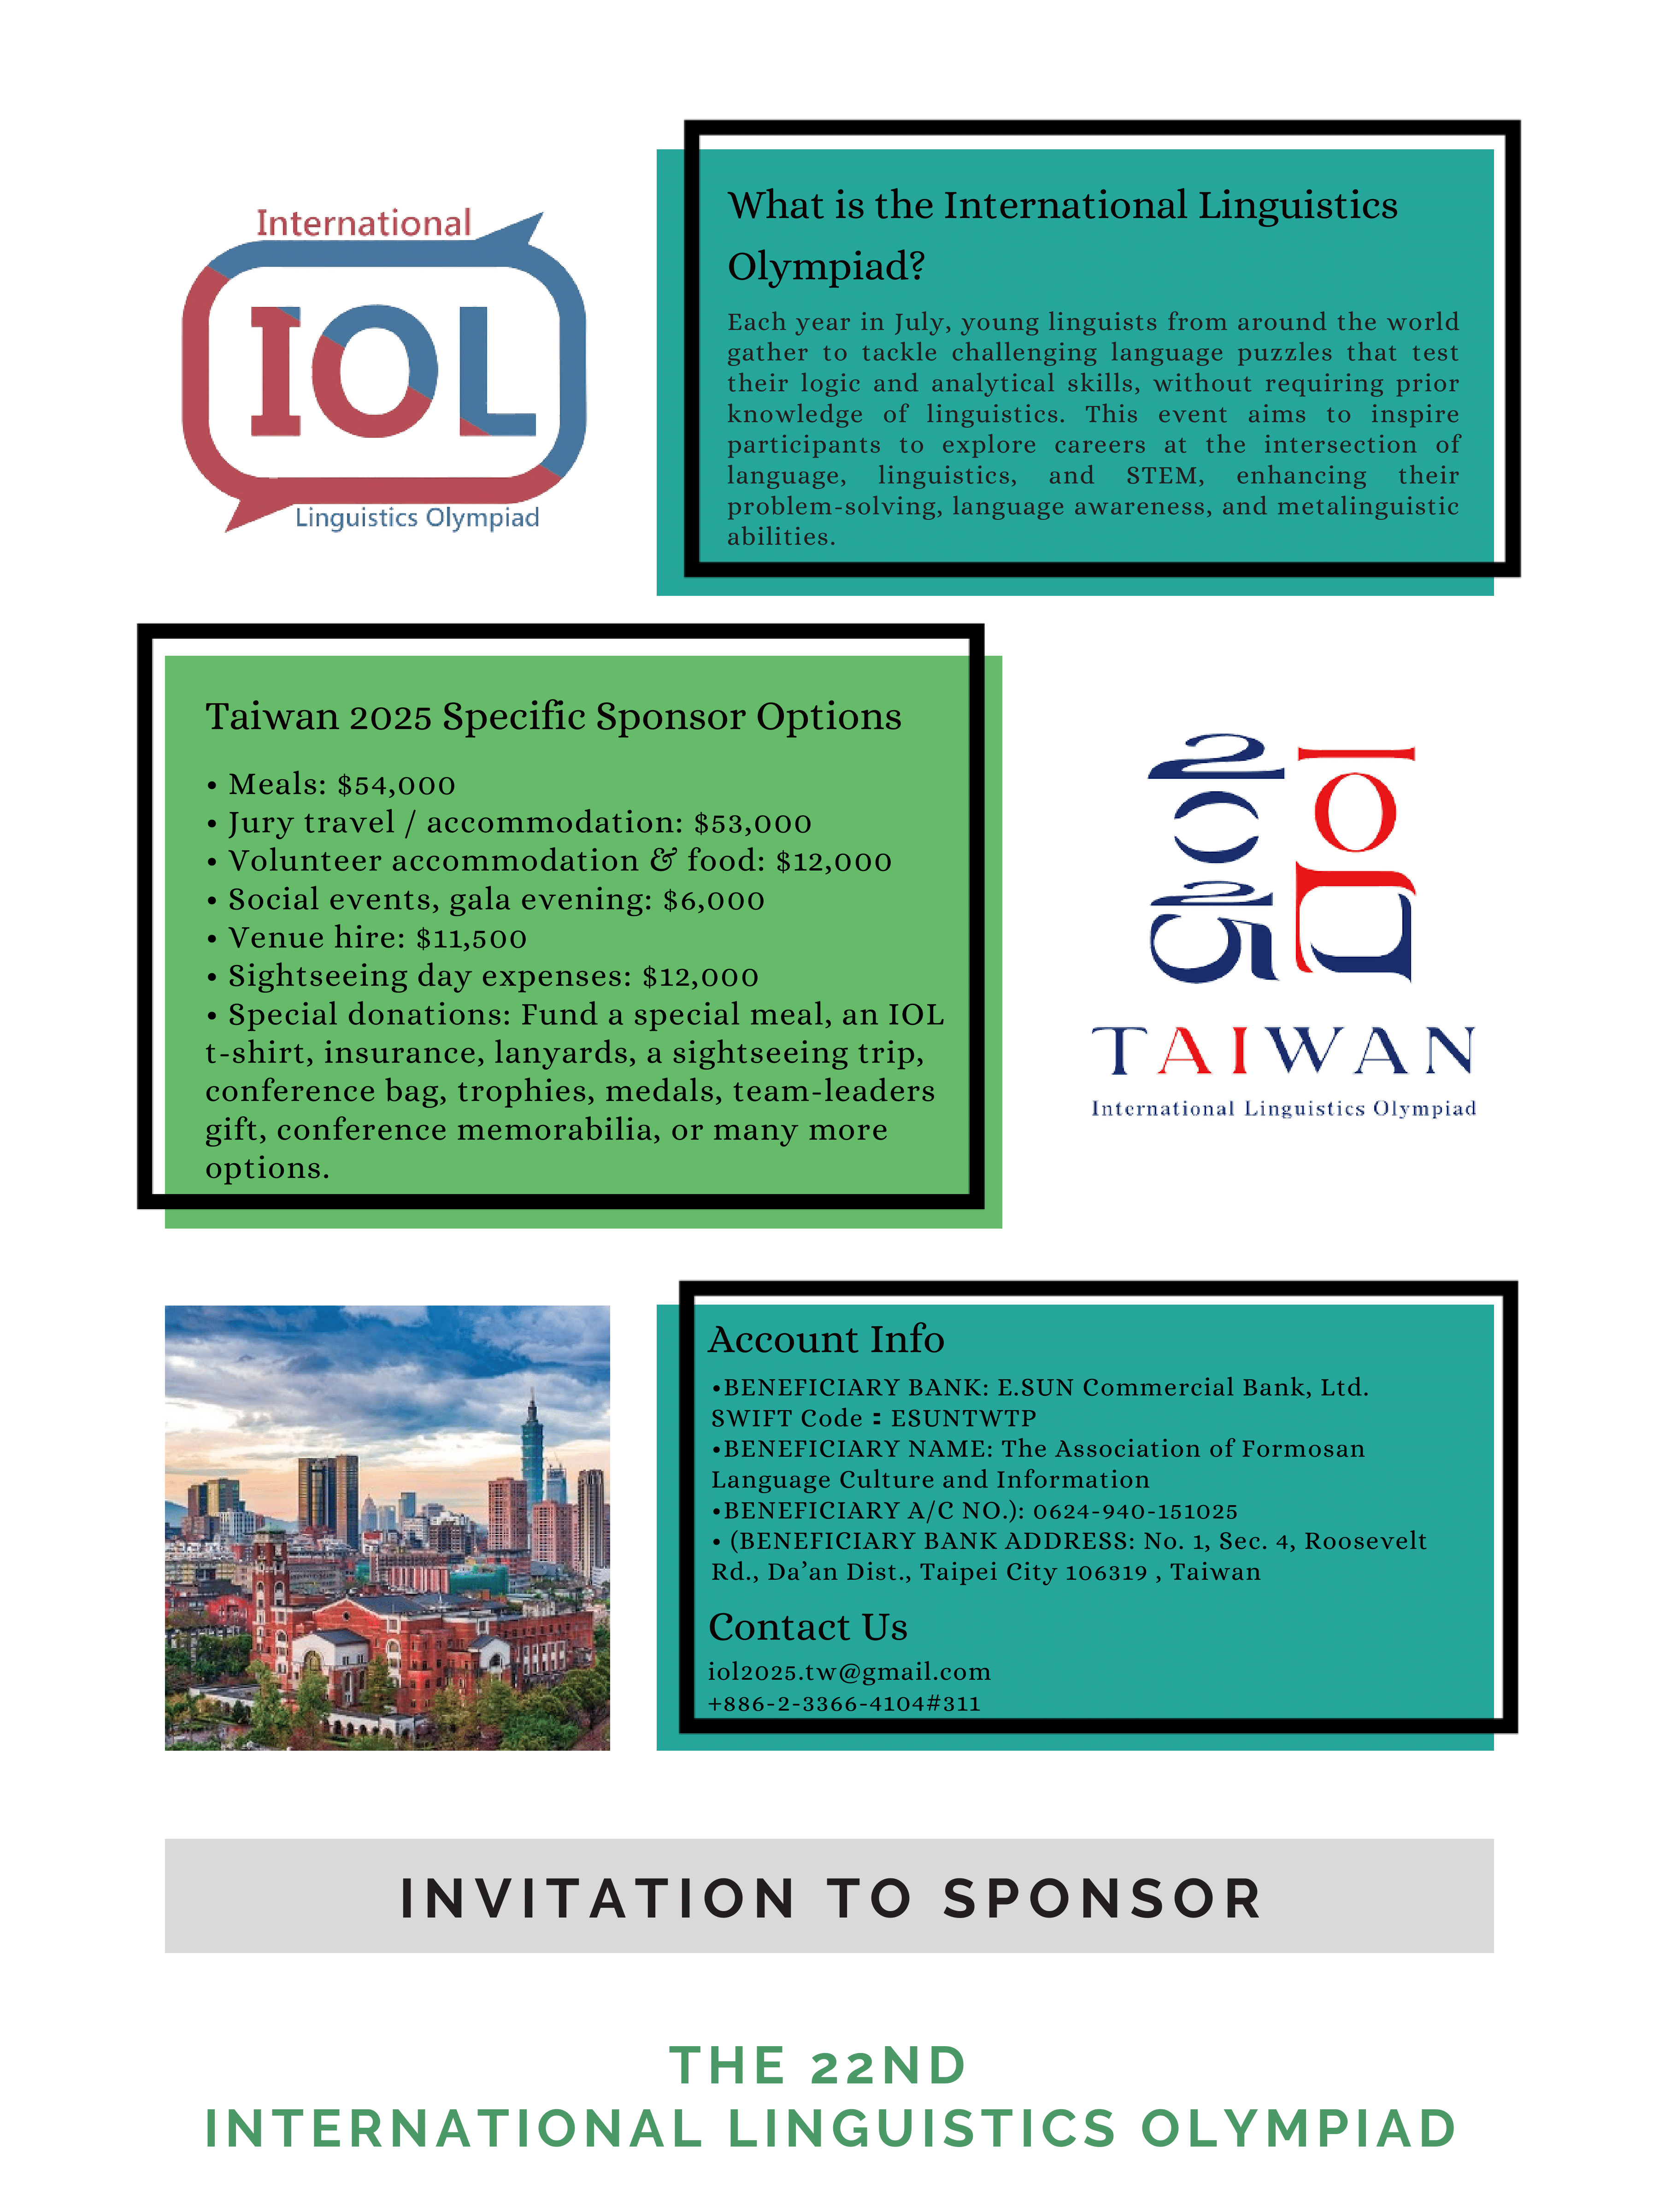 International
IOL
Linguistics Olympiad
What is the International Linguistics
Olympiad?
Each year in July, young linguists from around the world
gather to tackle challenging language puzzles that test
their logic and analytical skills, without requiring prior
knowledge of linguistics. This event aims to inspire
participants to explore careers at the intersection of
language, linguistics, and STEM, enhancing their
problem-solving, language awareness, and metalinguistic
abilities.
Taiwan 2025 Specific Sponsor Options
• Meals: $54,000
• Jury travel / accommodation: $53,000
• Volunteer accommodation & food: $12,000
• Social events, gala evening: $6,000
• Venue hire: $11,500
• Sightseeing day expenses: $12,000
• Special donations: Fund a special meal, an IOL
t-shirt, insurance, lanyards, a sightseeing trip,
conference bag, trophies, medals, team-leaders
gift, conference memorabilia, or many more
options.
IOL
2025
TAIWAN
International Linguistics Olympiad
Account Info
•BENEFICIARY BANK: E.SUN Commercial Bank, Ltd.
SWIFT Code：ESUNTWTP
•BENEFICIARY NAME: The Association of Formosan
Language Culture and Information
•BENEFICIARY A/C NO.): 0624-940-151025
• (BENEFICIARY BANK ADDRESS: No. 1, Sec. 4, Roosevelt
Rd., Da’an Dist., Taipei City 106319 , Taiwan
Contact Us
iol2025.tw@gmail.com
+886-2-3366-4104#311
INVITATION TO SPONSOR
THE 22ND
INTERNATIONAL LINGUISTICS OLYMPIAD